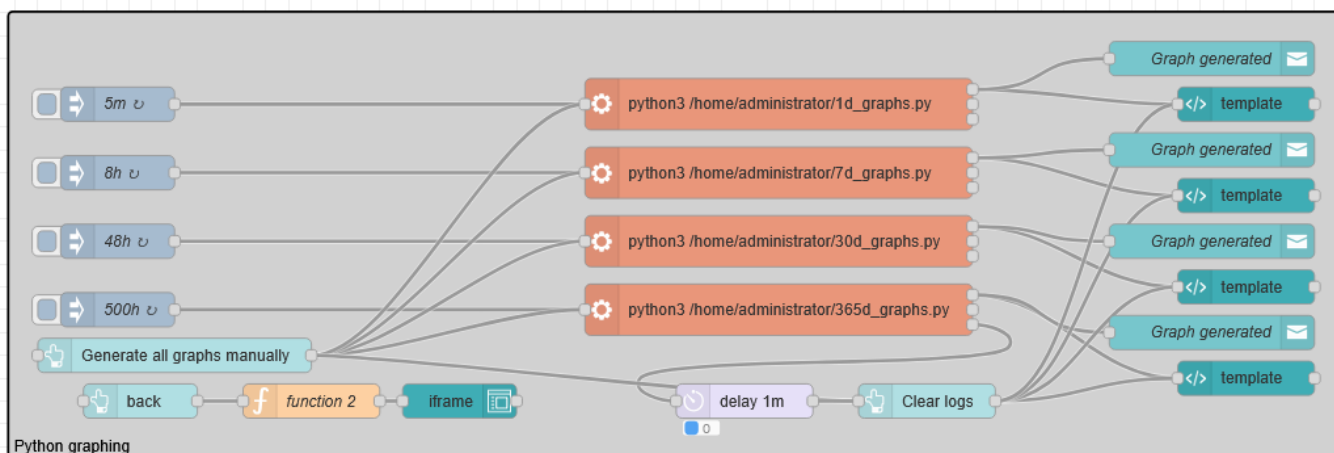 Graph generated
5m ↻
python3 /home/administrator/1d_graphs.py
</> template
Graph generated
8h ↻
python3 /home/administrator/7d_graphs.py
</> template
Graph generated
48h ↻
python3 /home/administrator/30d_graphs.py
</> template
500h ↻
python3 /home/administrator/365d_graphs.py
Graph generated
Generate all graphs manually
</> template
back
f function 2
iframe
delay 1m
Clear logs
0
Python graphing